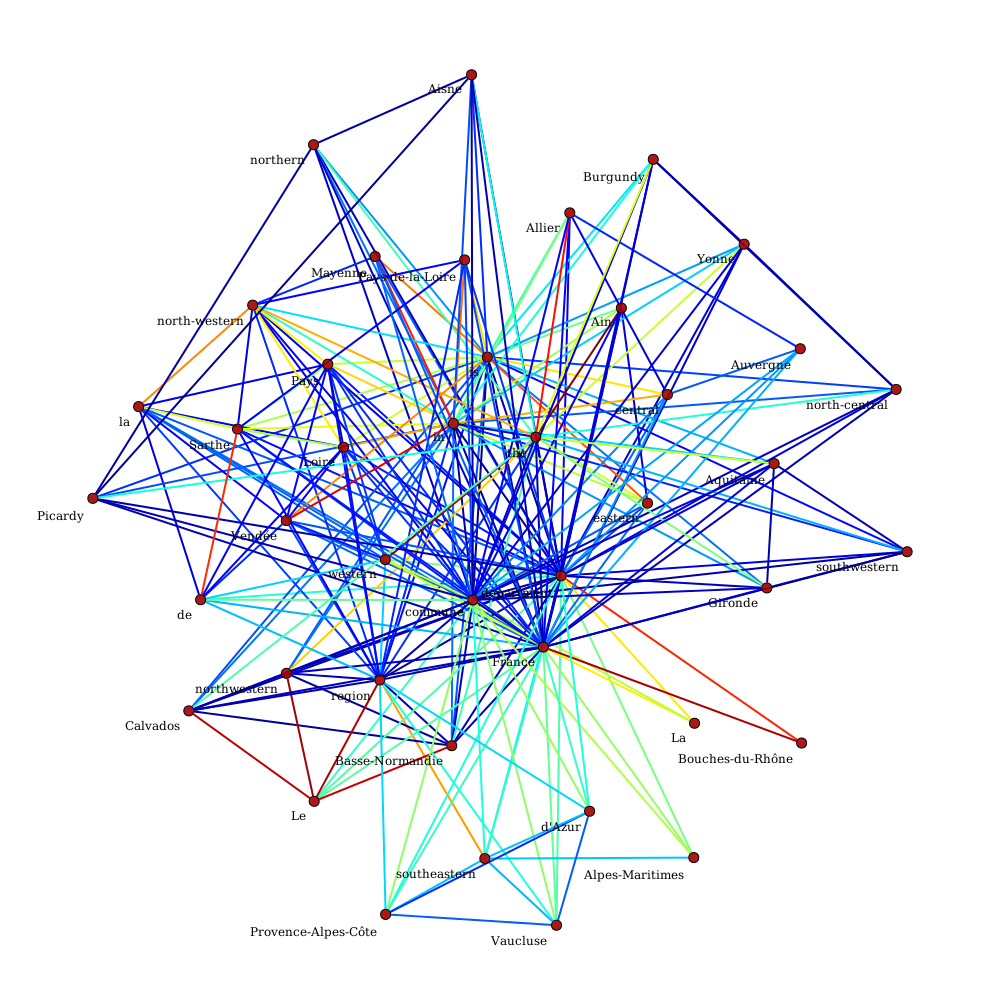 Aisne
northern
Burgundy
Allier
Yonne
Mayenne
Pays-de-la-Loire
north-western
Ain
Auvergne
is
Pays
north-central
central
la
in
Sarthe
the
Loire
Aquitaine
Picardy
eastern
Vendée
southwestern
western
department
Gironde
commune
de
France
northwestern
region
Calvados
La
Basse-Normandie
Bouches-du-Rhône
Le
d'Azur
southeastern
Alpes-Maritimes
Provence-Alpes-Côte
Vaucluse